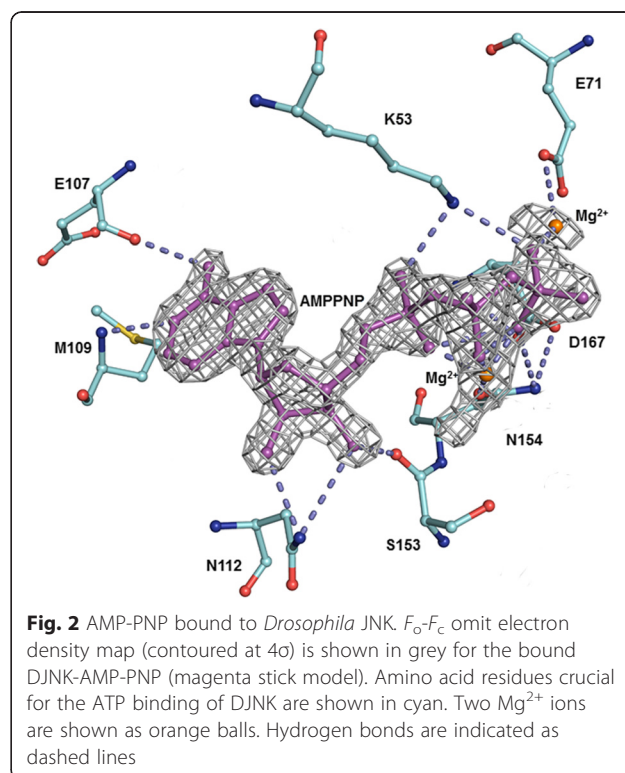 E71
K53
E107
Mg²⁺
AMPPNP
M109
D167
Mg²⁺
N154
S153
N112
Fig. 2 AMP-PNP bound to Drosophila JNK. Fₒ-F꜀ omit electron
density map (contoured at 4σ) is shown in grey for the bound
DJNK-AMP-PNP (magenta stick model). Amino acid residues crucial
for the ATP binding of DJNK are shown in cyan. Two Mg²⁺ ions
are shown as orange balls. Hydrogen bonds are indicated as
dashed lines